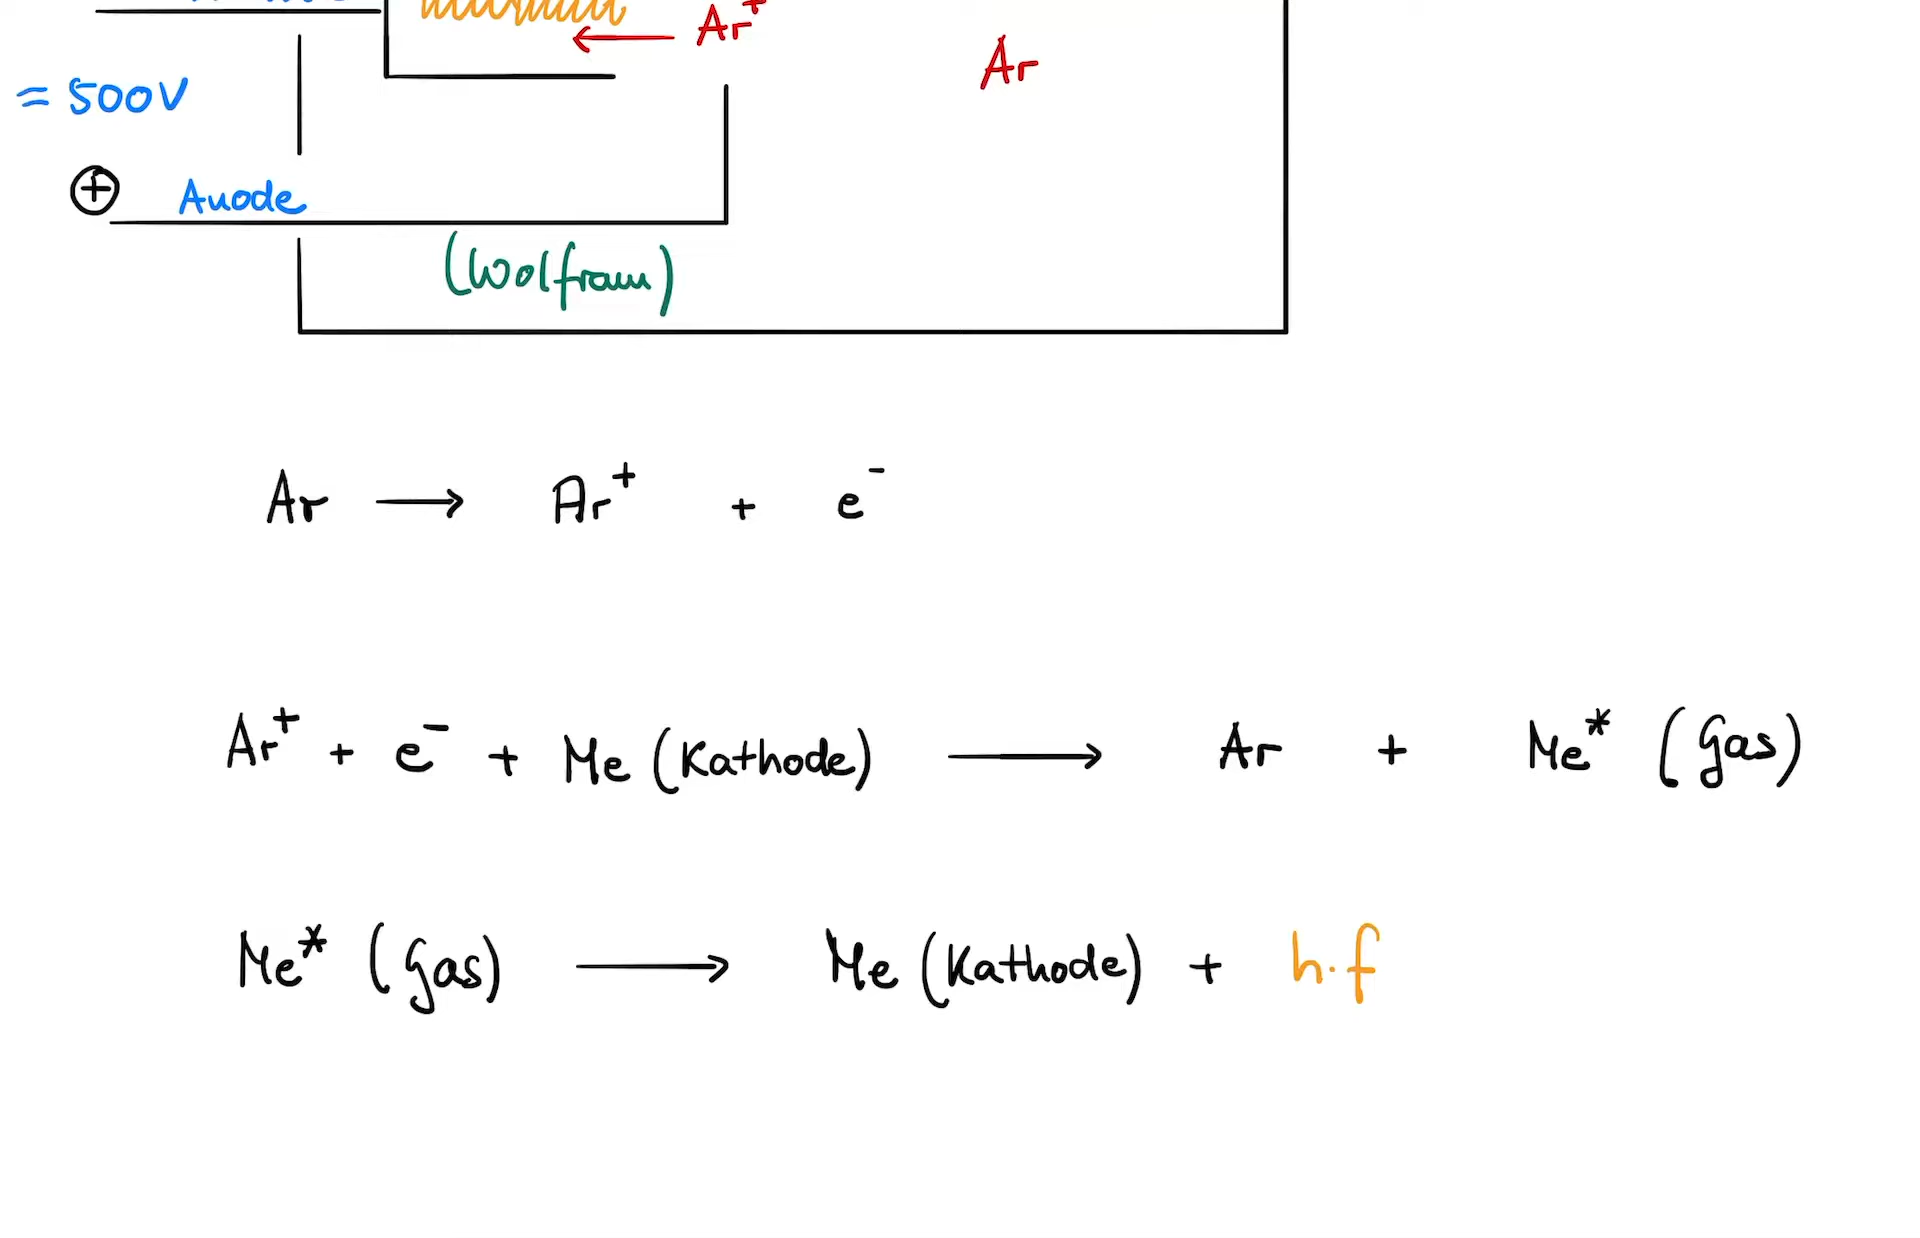 Ar⁺
Ar
= 500V
⊕ Anode
(Wolfram)
Ar ⟶ Ar⁺ + e⁻
Ar⁺ + e⁻ + Me (Kathode) ⟶ Ar + Me* (Gas)
Me* (Gas) ⟶ Me (Kathode) + h·f